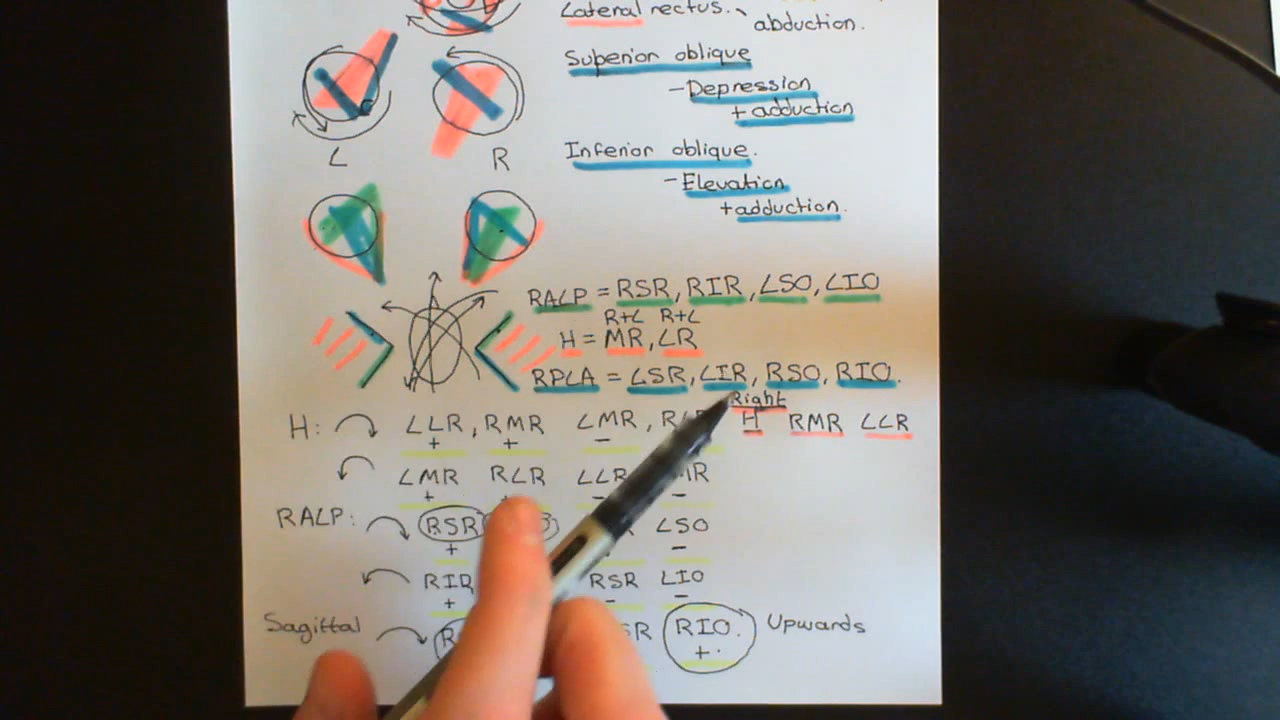 Lateral rectus.
abduction.
Superior oblique
- Depression
+ adduction
Inferior oblique.
- Elevation
+ adduction.
L R
RALP = RSR, RIR, LSO, LIO
R+L R+L
H = MR, LR
RPLA = LSR, LIR, RSO, RIO.
Right
H: LLR, RMR LMR, H RMR LLR
+ + -
LMR RLR LLR
+ - -
RALP: RSR LSO
+ -
RIR RSR LIO
+ - -
Sagittal RIO. Upwards
+